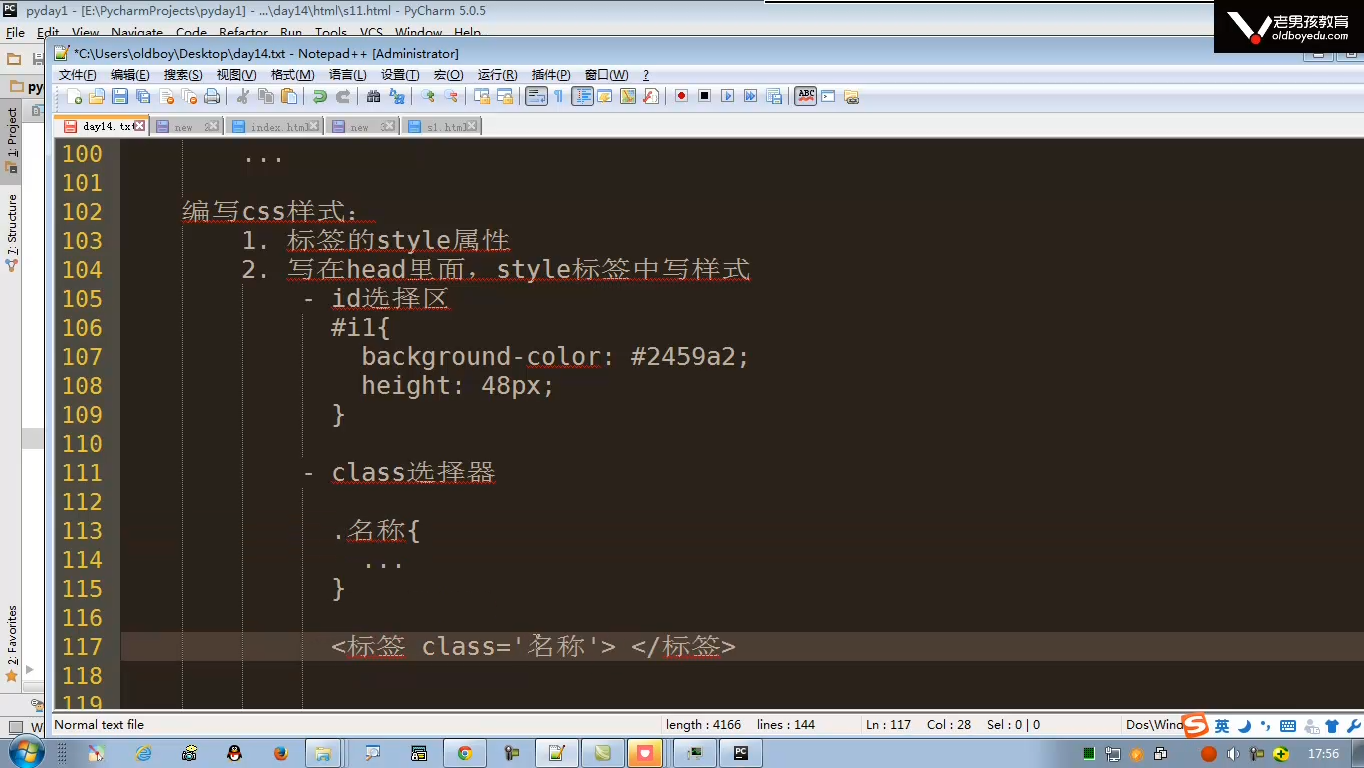 pyday1 - [E:\PycharmProjects\pyday1] - ...\day14\html\s11.html - PyCharm 5.0.5
File Edit View Navigate Code Refactor Run Tools VCS Window Help
老男孩教育
oldboyedu.com
*C:\Users\oldboy\Desktop\day14.txt - Notepad++ [Administrator]
文件(F) 编辑(E) 搜索(S) 视图(V) 格式(M) 语言(L) 设置(T) 宏(O) 运行(R) 插件(P) 窗口(W) ?
py
day14.txt new 2 index.html new 3 s1.html
1: Project
7: Structure
2: Favorites
100 ...
101
102 编写css样式:
103 1. 标签的style属性
104 2. 写在head里面，style标签中写样式
105 - id选择区
106 #i1{
107 background-color: #2459a2;
108 height: 48px;
109 }
110
111 - class选择器
112
113 .名称{
114 ...
115 }
116
117 <标签 class='名称'> </标签>
118
119
Normal text file length : 4166 lines : 144 Ln : 117 Col : 28 Sel : 0 | 0 Dos\Windo
英
17:56